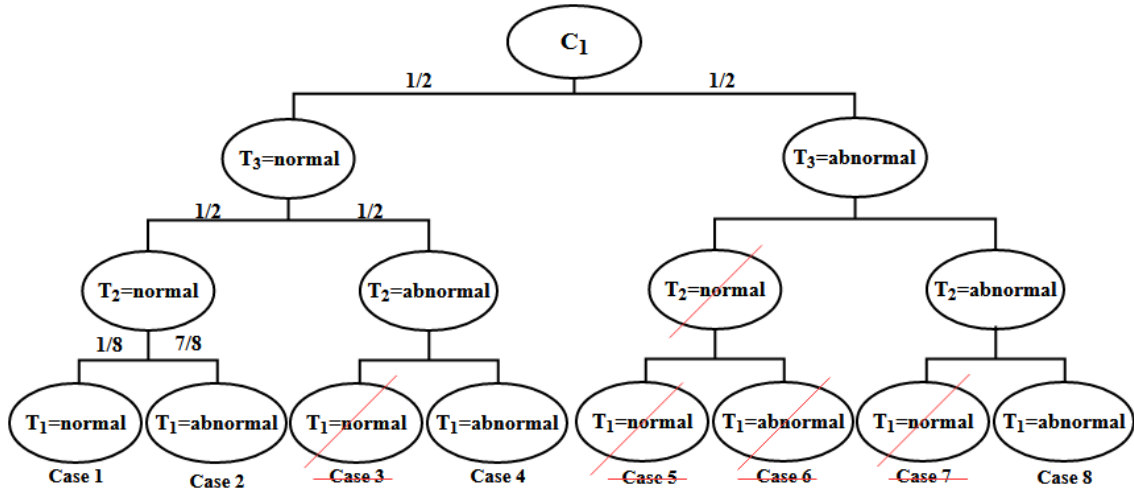 C1
1/2 1/2
T3=normal T3=abnormal
1/2 1/2
T2=normal T2=abnormal T2=normal T2=abnormal
1/8 7/8
T1=normal T1=abnormal T1=normal T1=abnormal T1=normal T1=abnormal T1=normal T1=abnormal
Case 1 Case 2 Case 3 Case 4 Case 5 Case 6 Case 7 Case 8